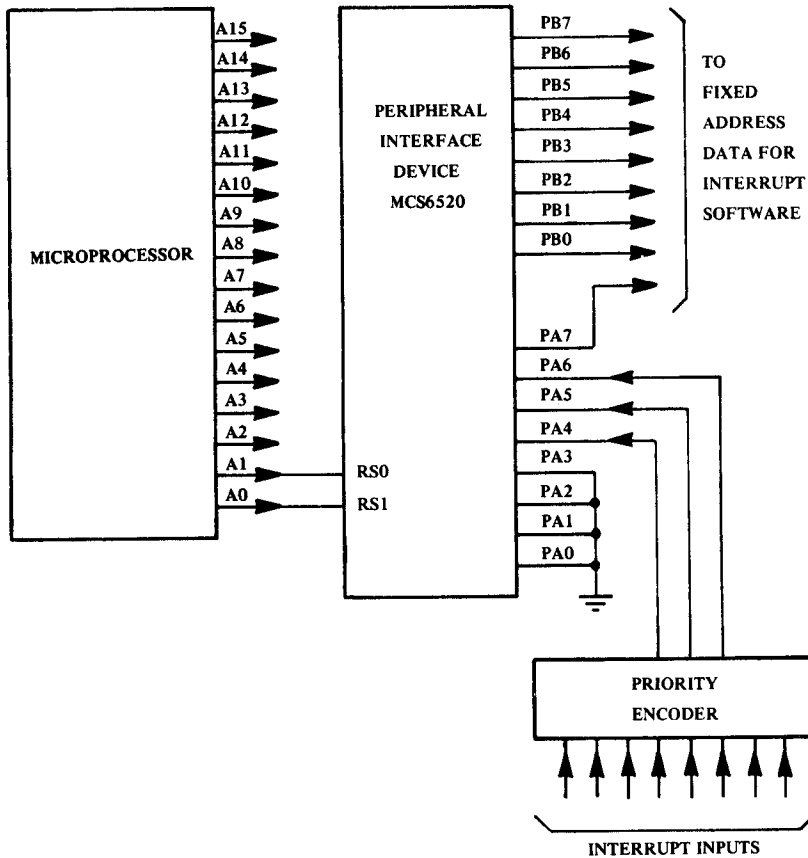 A15
A14
A13
A12
A11
A10
A9
A8
A7
A6
A5
A4
A3
A2
A1
A0
MICROPROCESSOR
PERIPHERAL
INTERFACE
DEVICE
MCS6520
RS0
RS1
PB7
PB6
PB5
PB4
PB3
PB2
PB1
PB0
PA7
PA6
PA5
PA4
PA3
PA2
PA1
PA0
TO
FIXED
ADDRESS
DATA FOR
INTERRUPT
SOFTWARE
PRIORITY
ENCODER
INTERRUPT INPUTS